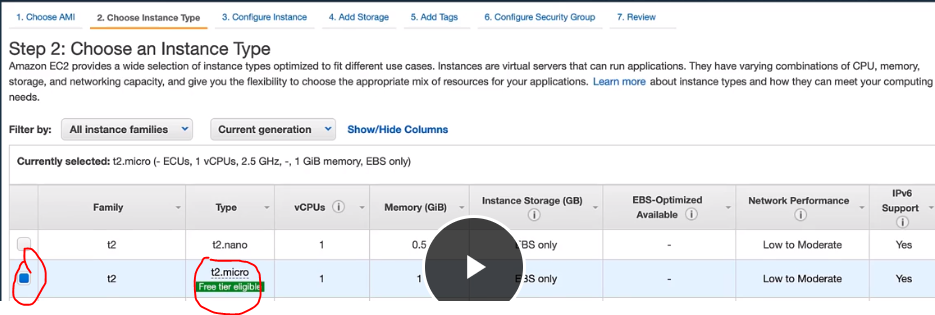 1. Choose AMI 2. Choose Instance Type 3. Configure Instance 4. Add Storage 5. Add Tags 6. Configure Security Group 7. Review
Step 2: Choose an Instance Type
Amazon EC2 provides a wide selection of instance types optimized to fit different use cases. Instances are virtual servers that can run applications. They have varying combinations of CPU, memory,
storage, and networking capacity, and give you the flexibility to choose the appropriate mix of resources for your applications. Learn more about instance types and how they can meet your computing
needs.
Filter by: All instance families Current generation Show/Hide Columns
Currently selected: t2.micro (- ECUs, 1 vCPUs, 2.5 GHz, -, 1 GiB memory, EBS only)
Family Type vCPUs Memory (GiB) Instance Storage (GB) EBS-Optimized Available Network Performance IPv6 Support
t2 t2.nano 1 0.5 EBS only - Low to Moderate Yes
t2 t2.micro 1 1 EBS only - Low to Moderate Yes
Free tier eligible